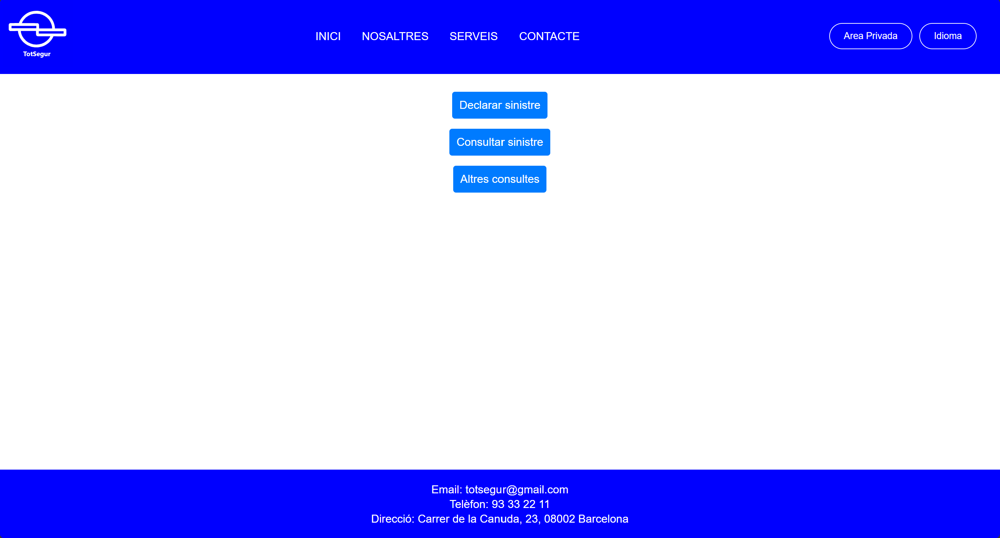 TotSegur
INICI NOSALTRES SERVEIS CONTACTE
Area Privada
Idioma
Declarar sinistre
Consultar sinistre
Altres consultes
Email: totsegur@gmail.com
Telèfon: 93 33 22 11
Direcció: Carrer de la Canuda, 23, 08002 Barcelona